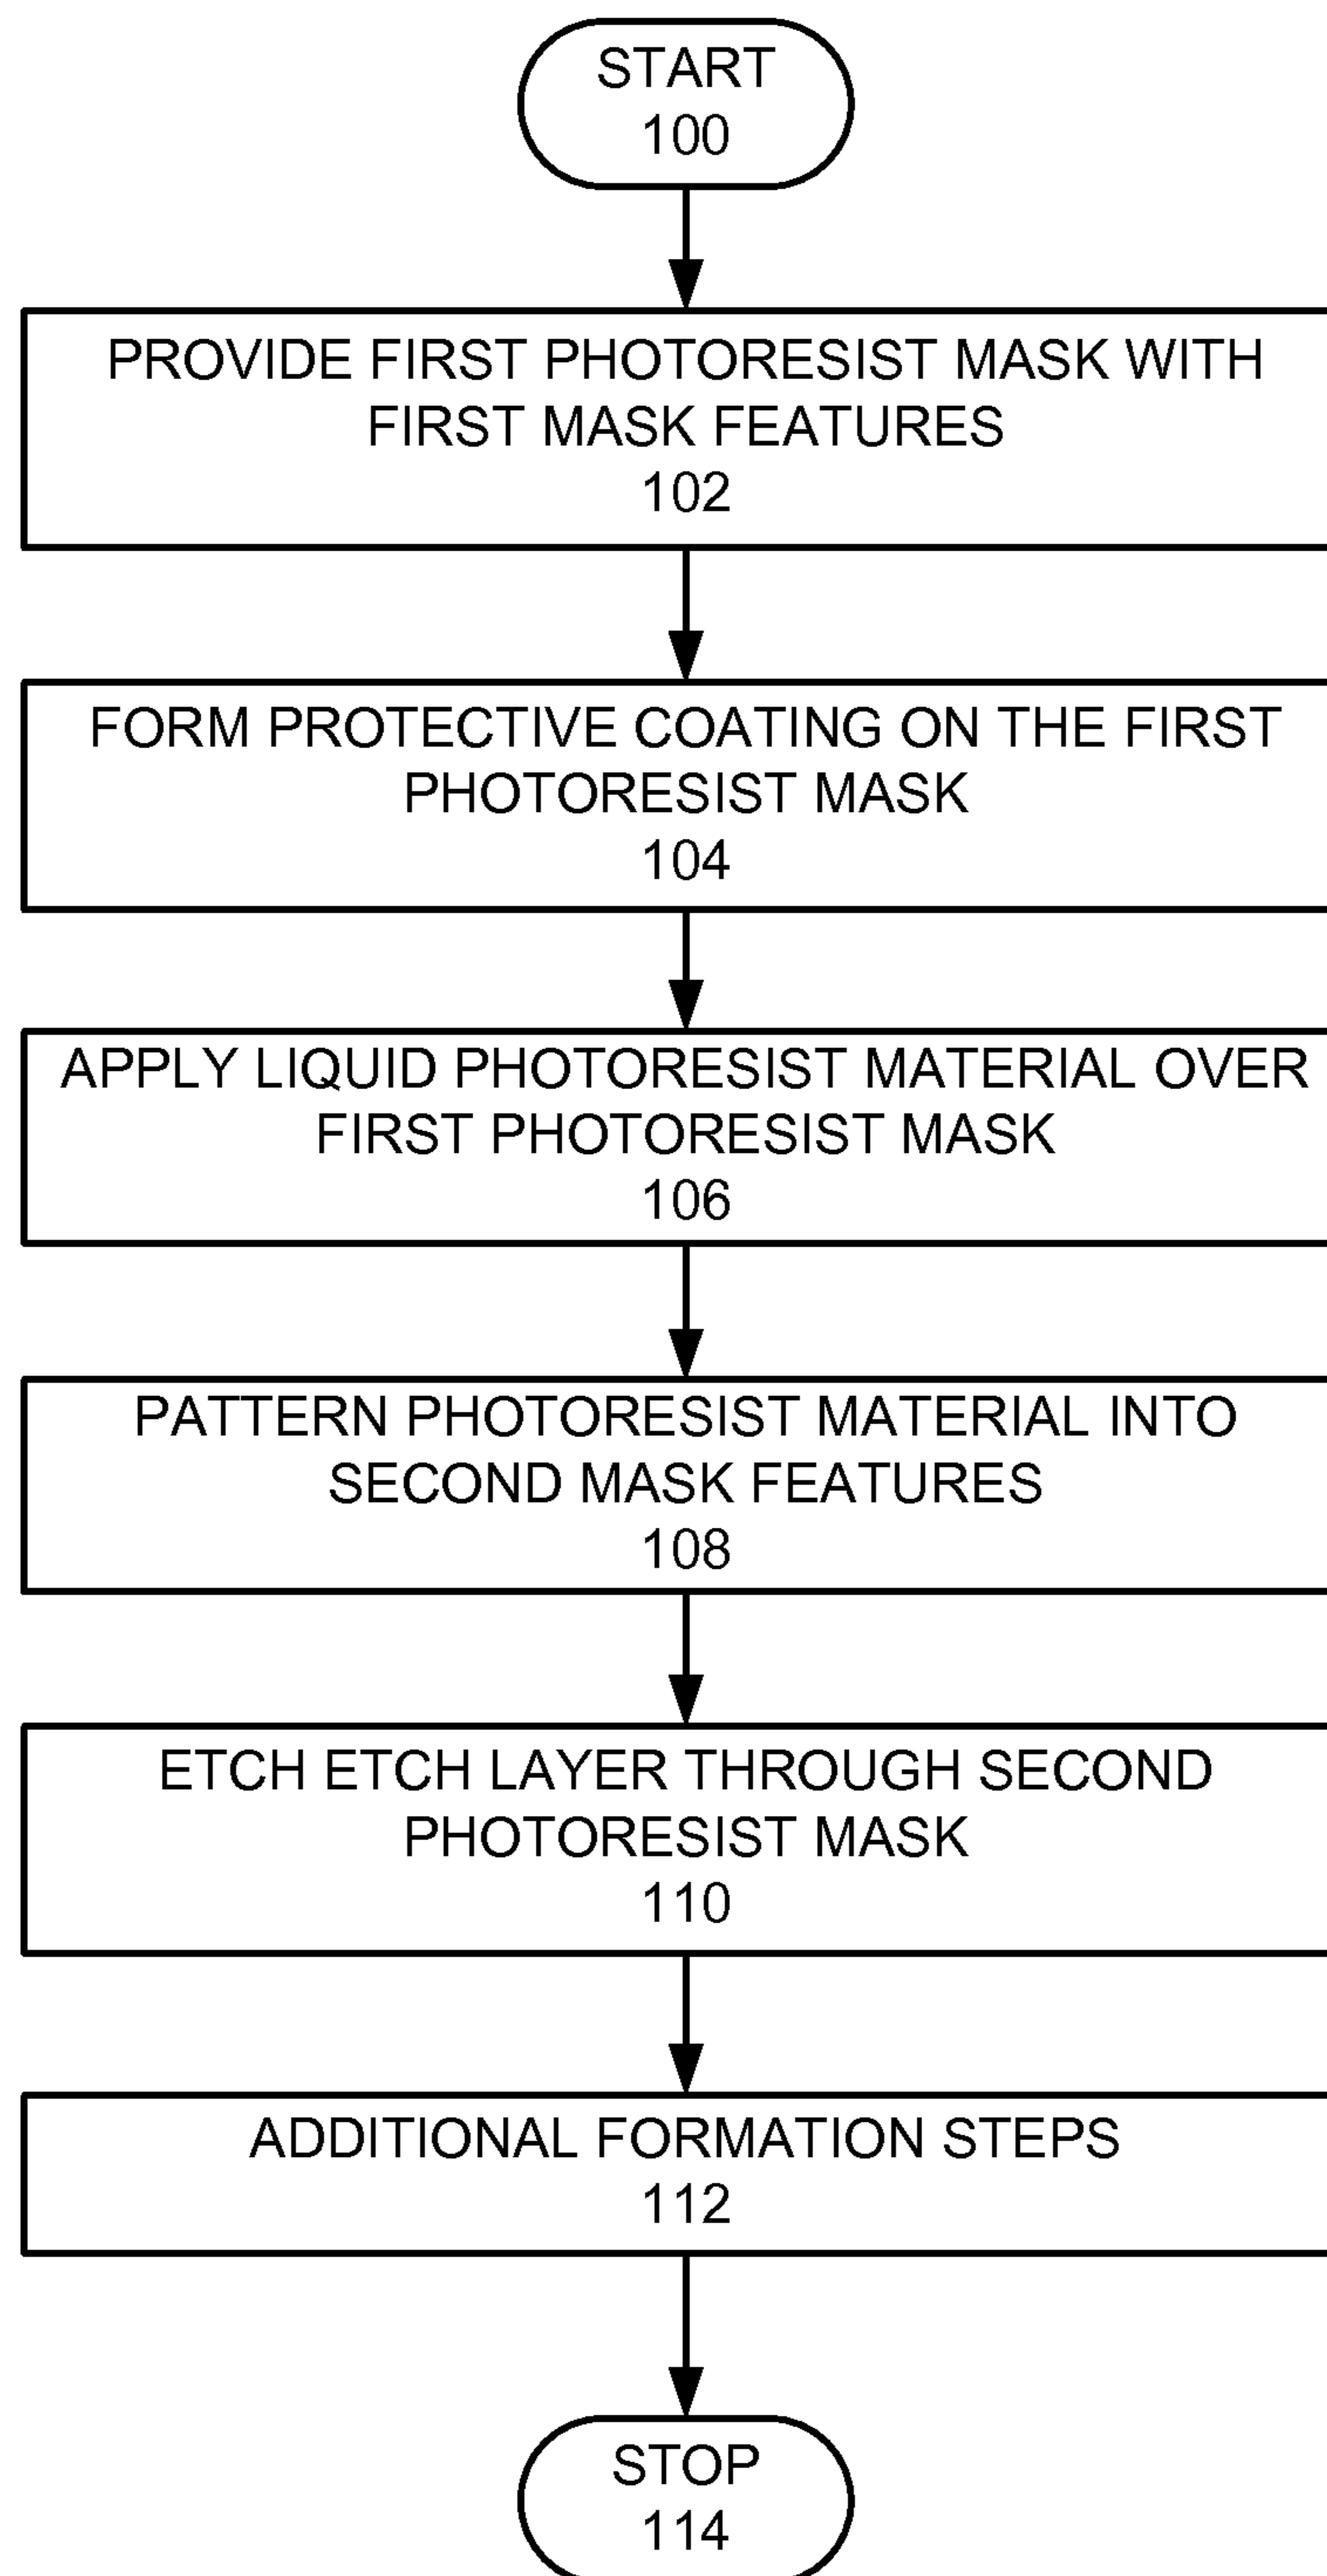 START
100
PROVIDE FIRST PHOTORESIST MASK WITH
FIRST MASK FEATURES
102
FORM PROTECTIVE COATING ON THE FIRST
PHOTORESIST MASK
104
APPLY LIQUID PHOTORESIST MATERIAL OVER
FIRST PHOTORESIST MASK
106
PATTERN PHOTORESIST MATERIAL INTO
SECOND MASK FEATURES
108
ETCH ETCH LAYER THROUGH SECOND
PHOTORESIST MASK
110
ADDITIONAL FORMATION STEPS
112
STOP
114